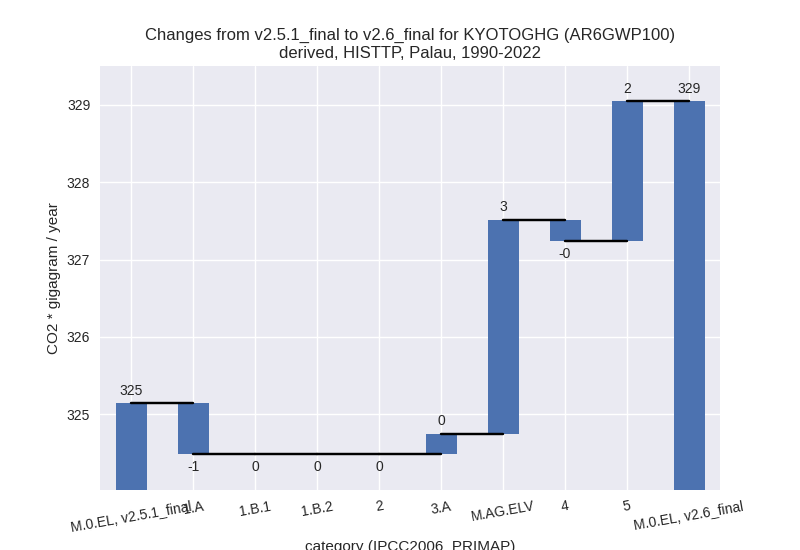 Changes from v2.5.1_final to v2.6_final for KYOTOGHG (AR6GWP100)
derived, HISTTP, Palau, 1990-2022
CO2 * gigagram / year
329
328
327
326
325
325
-1
0
0
0
0
3
-0
2
329
M.0.EL, v2.5.1_final
1.A
1.B.1
1.B.2
2
3.A
M.AG.ELV
4
5
M.0.EL, v2.6_final
category (IPCC2006_PRIMAP)